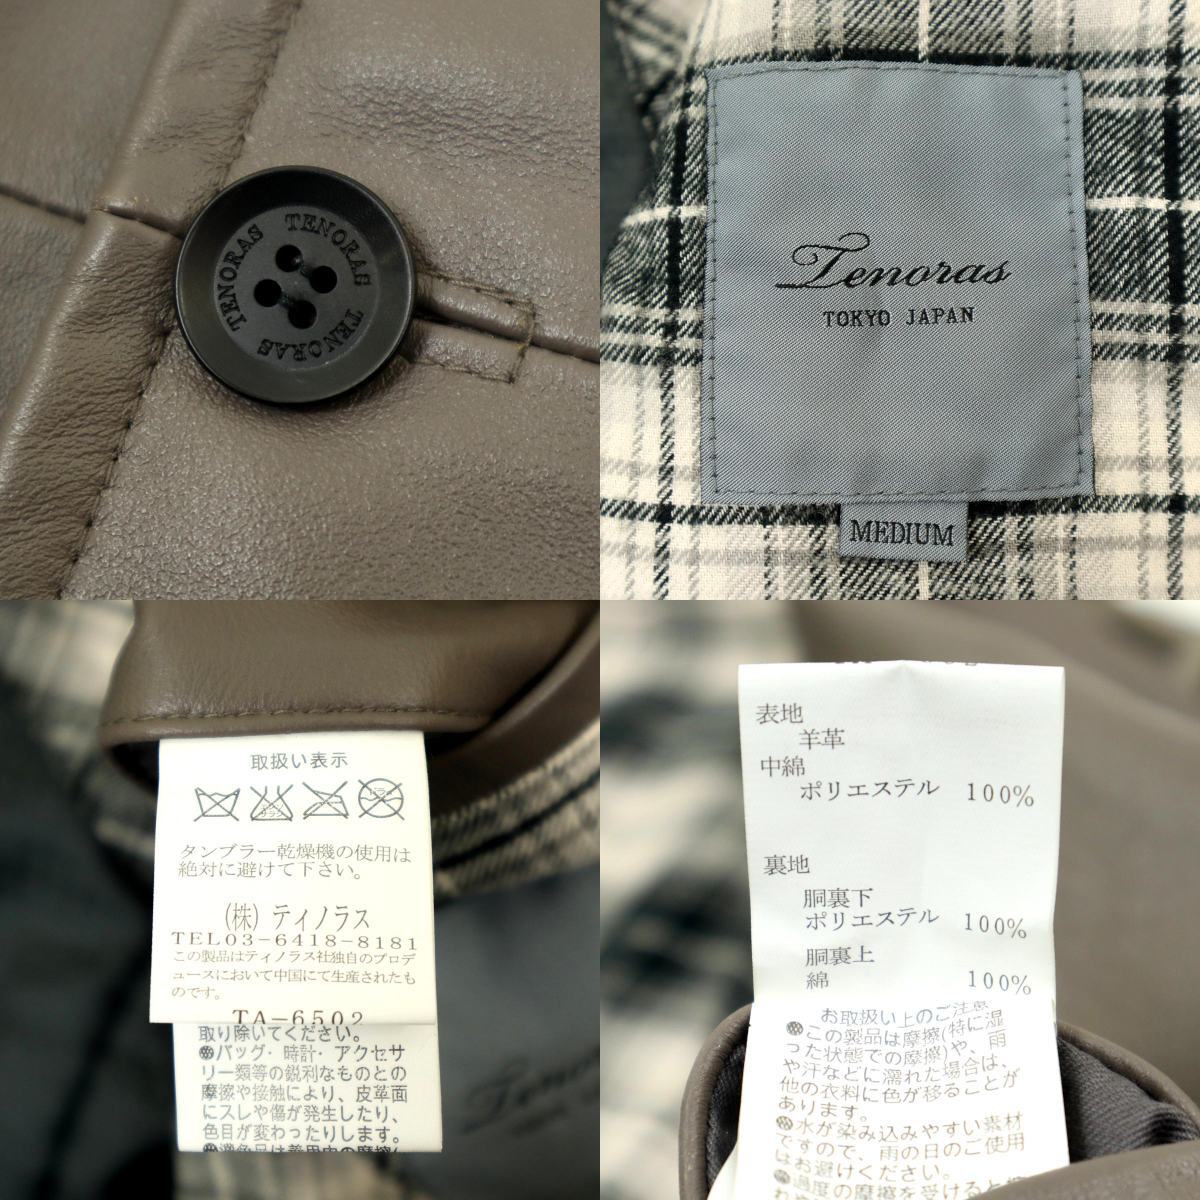 TENORAS TENORAS TENORAS
Tenoras
TOKYO JAPAN
MEDIUM
取扱い表示
タンブラー乾燥機の使用は
絶対に避けて下さい。
(株) ティノラス
TEL03-6418-8181
この製品はティノラス社独自のプロデ
ュースにおいて中国にて生産されたも
のです。
TA-6502
取り除いてください。
バッグ・時計・アクセサ
リー類等の鋭利なものとの
摩擦や接触により、皮革面
にスレや傷が発生したり、
色目が変わったりします。
Tenoras
表地
羊革
中綿
ポリエステル 100%
裏地
胴裏下
ポリエステル 100%
胴裏上
綿 100%
お取扱い上のご注意
この製品は摩擦(特に湿
った状態での摩擦)や、雨
や汗などに濡れた場合は、
他の衣料に色が移ることが
あります。
水が染み込みやすい素材
ですので、雨の日のご使用
はお避けください。
過度の摩擦を受けると